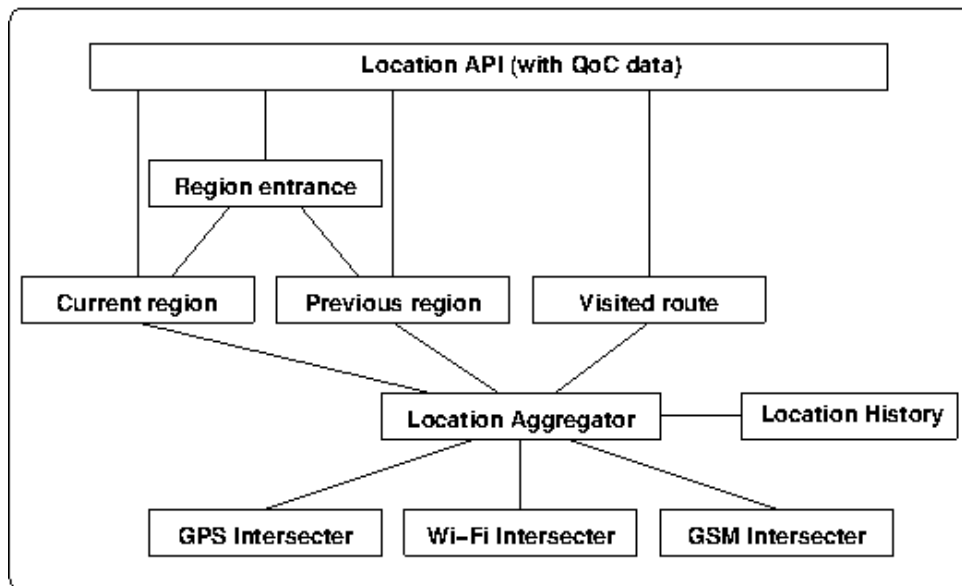 Location API (with QoC data)
Region entrance
Current region
Previous region
Visited route
Location Aggregator
Location History
GPS Intersecter
Wi-Fi Intersecter
GSM Intersecter